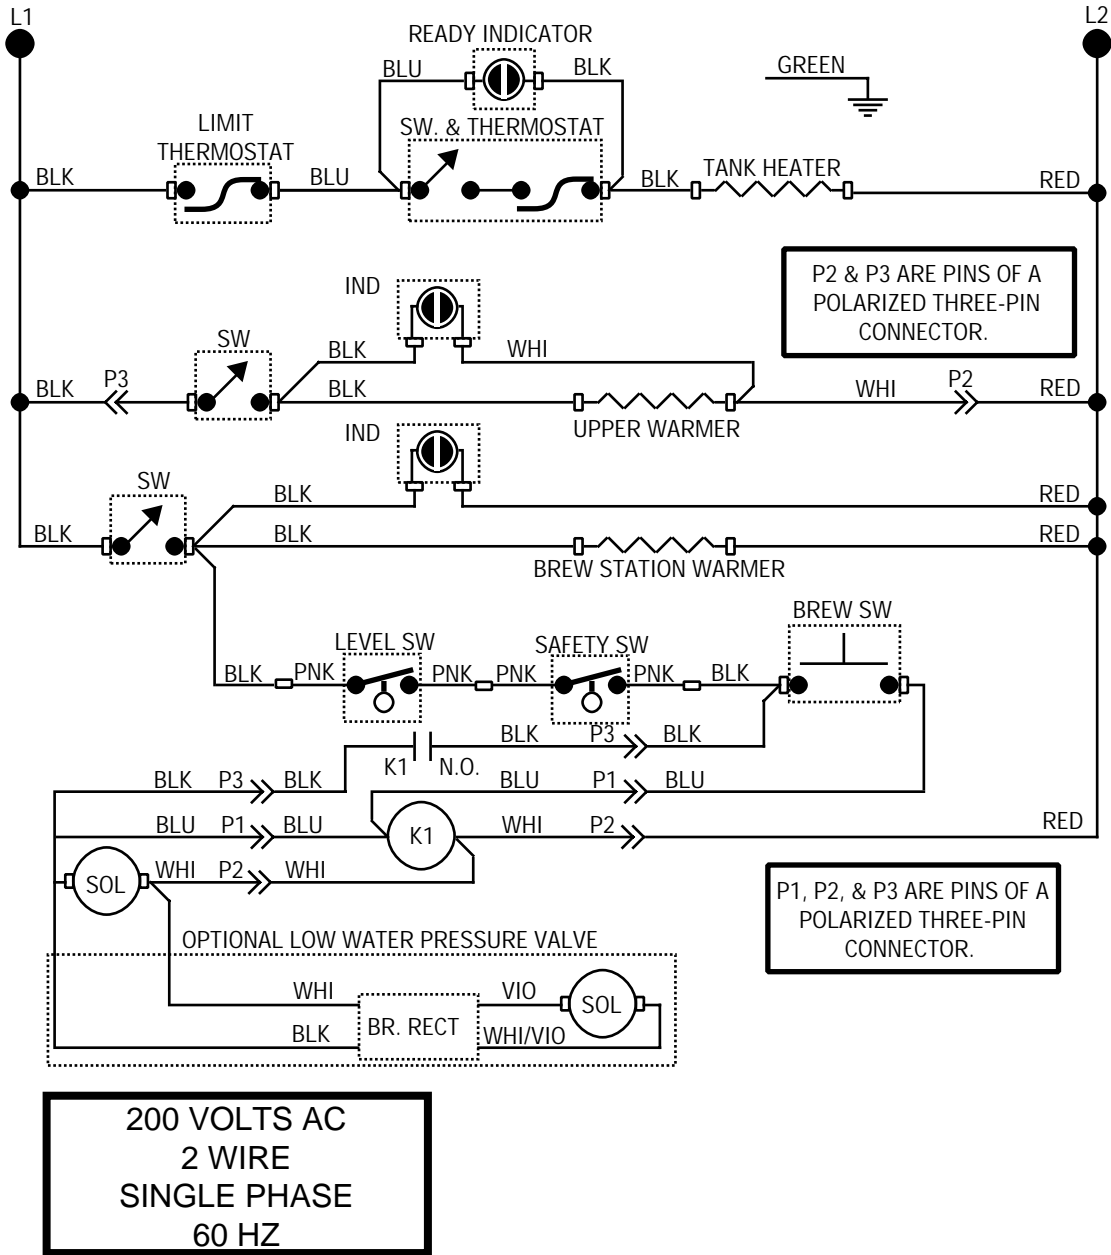 L1
L2
READY INDICATOR
BLU
BLK
GREEN
LIMIT
THERMOSTAT
SW. & THERMOSTAT
BLK
BLU
BLK
TANK HEATER
RED
P2 & P3 ARE PINS OF A
POLARIZED THREE-PIN
CONNECTOR.
IND
SW
BLK
WHI
BLK
P3
BLK
WHI
P2
RED
UPPER WARMER
IND
SW
BLK
RED
BLK
BLK
RED
BREW STATION WARMER
BREW SW
LEVEL SW
SAFETY SW
BLK
PNK
PNK
PNK
PNK
BLK
BLK
P3
BLK
K1
N.O.
BLK
P3
BLK
BLU
P1
BLU
BLU
P1
BLU
K1
WHI
P2
RED
SOL
WHI
P2
WHI
P1, P2, & P3 ARE PINS OF A
POLARIZED THREE-PIN
CONNECTOR.
OPTIONAL LOW WATER PRESSURE VALVE
WHI
VIO
SOL
BR. RECT
BLK
WHI/VIO
200 VOLTS AC
2 WIRE
SINGLE PHASE
60 HZ